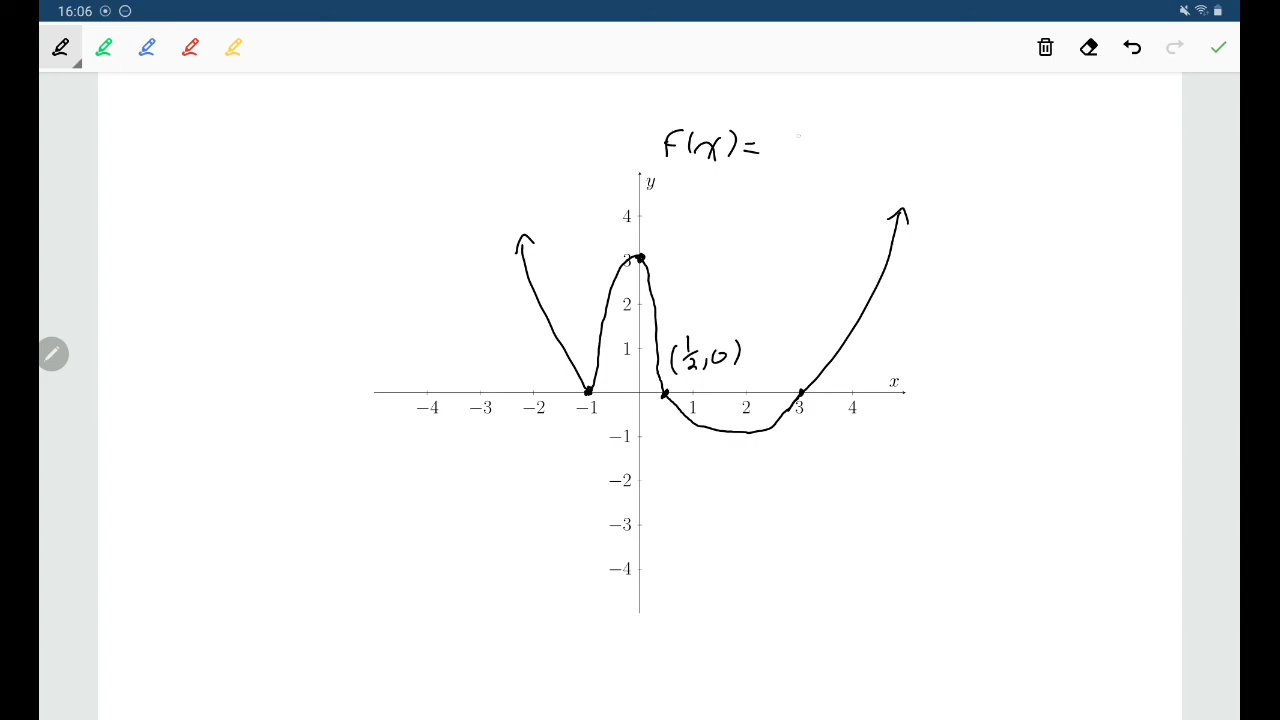 16:06
F(x)=
y
4
3
2
1
(1/2,0)
x
−4 −3 −2 −1 1 2 3 4
−1
−2
−3
−4